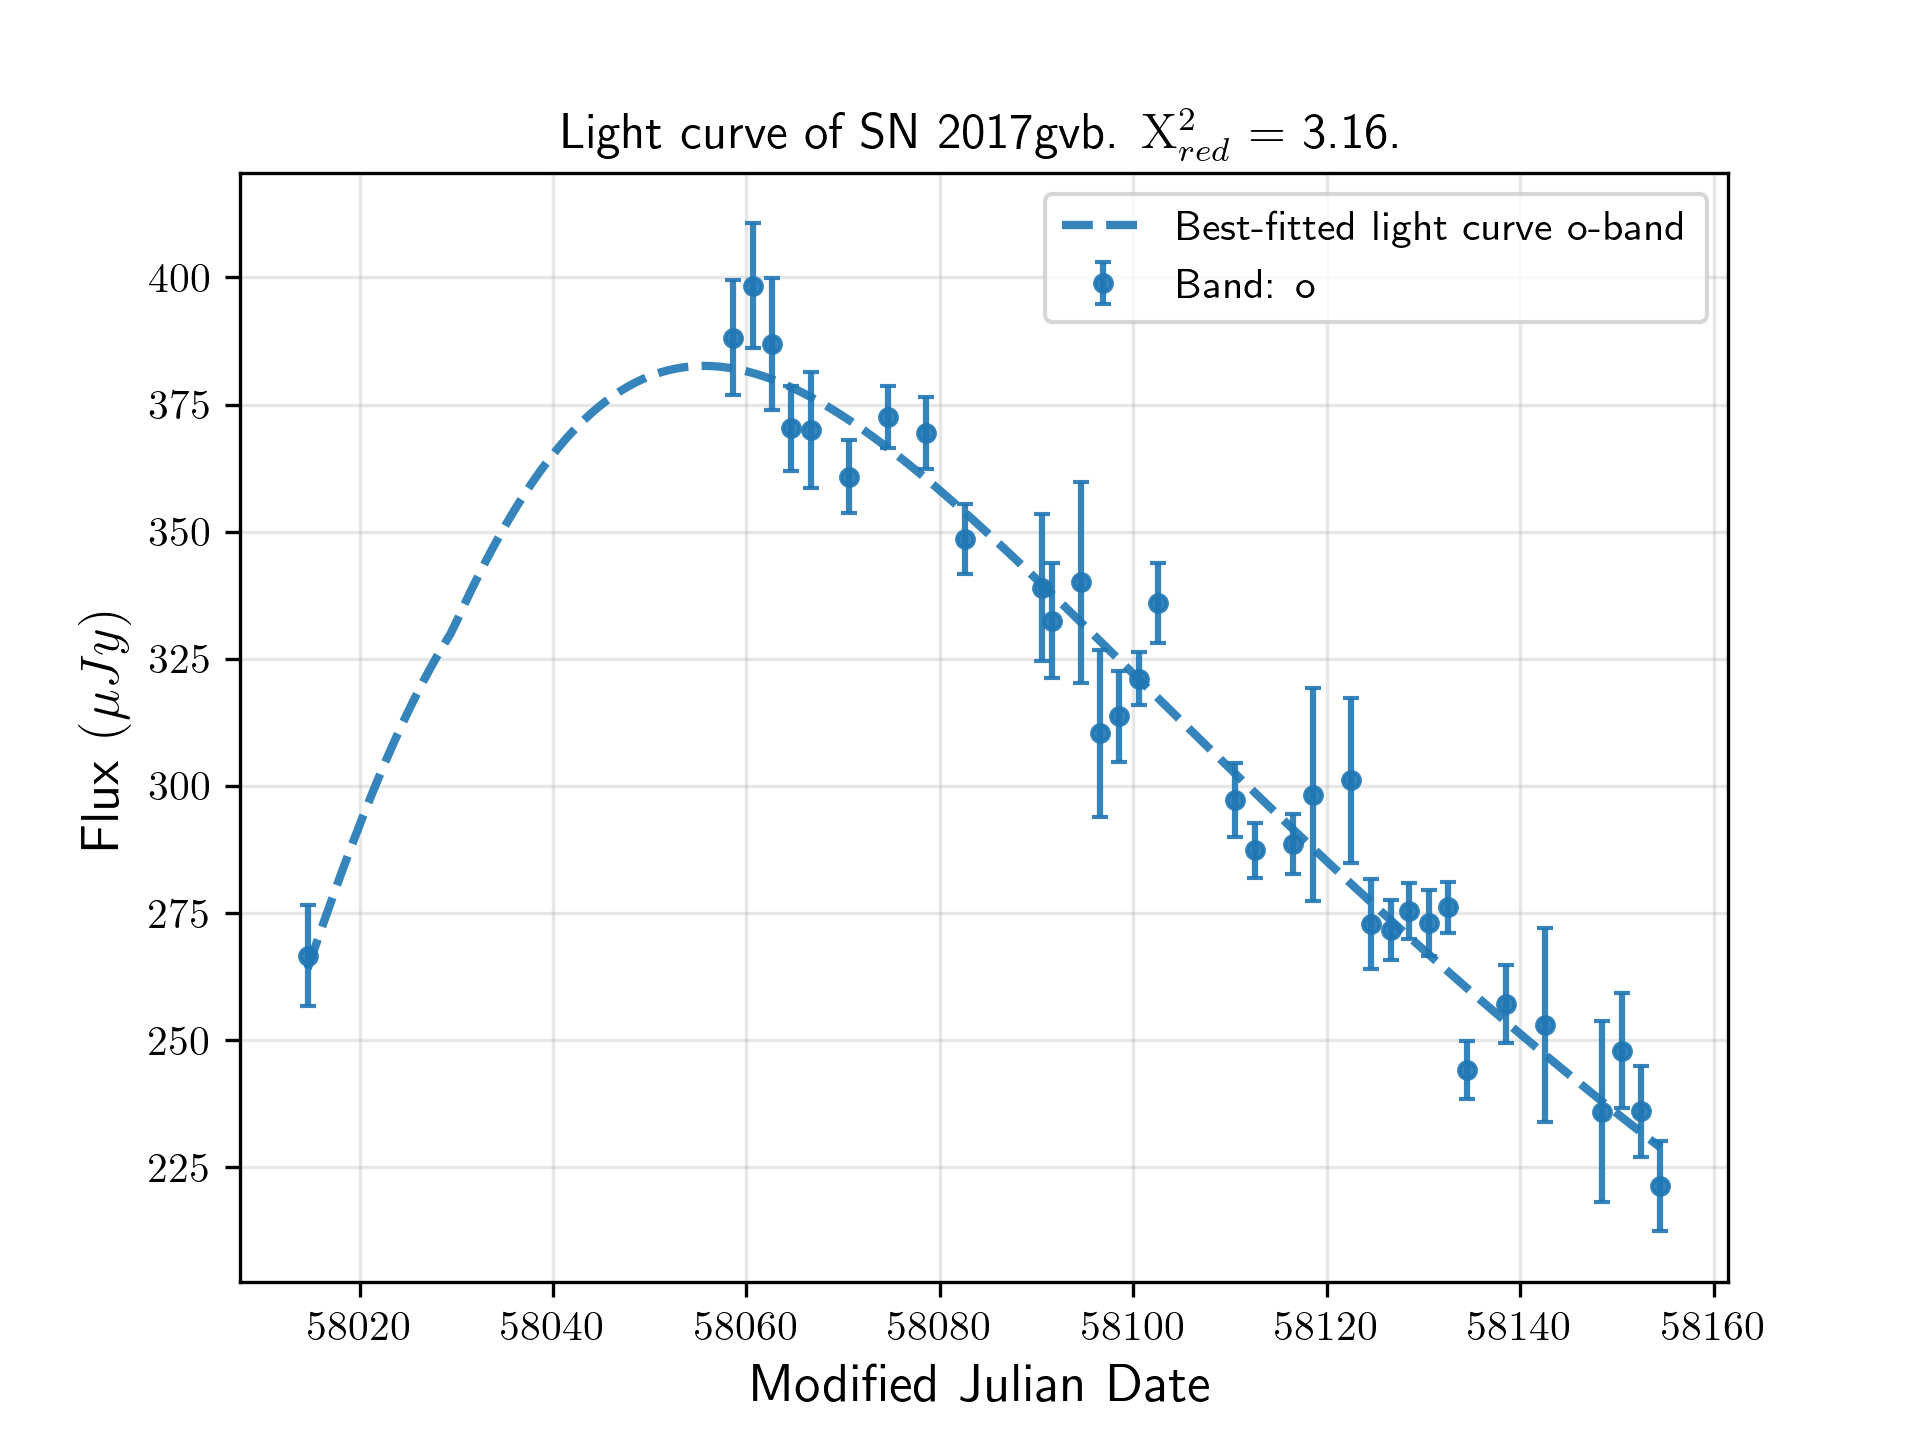 Light curve of SN 2017gvb. X²red = 3.16.
Best-fitted light curve o-band
Band: o
400
375
350
325
300
275
250
225
Flux (μJy)
58020 58040 58060 58080 58100 58120 58140 58160
Modified Julian Date